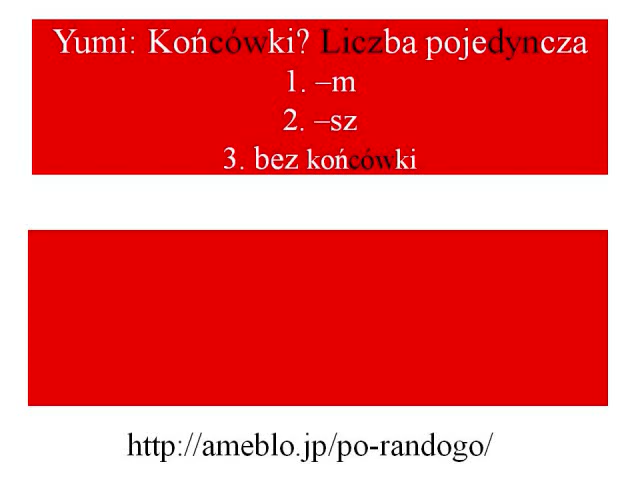 Yumi: Końcówki? Liczba pojedyncza
1. –m
2. –sz
3. bez końcówki
http://ameblo.jp/po-randogo/